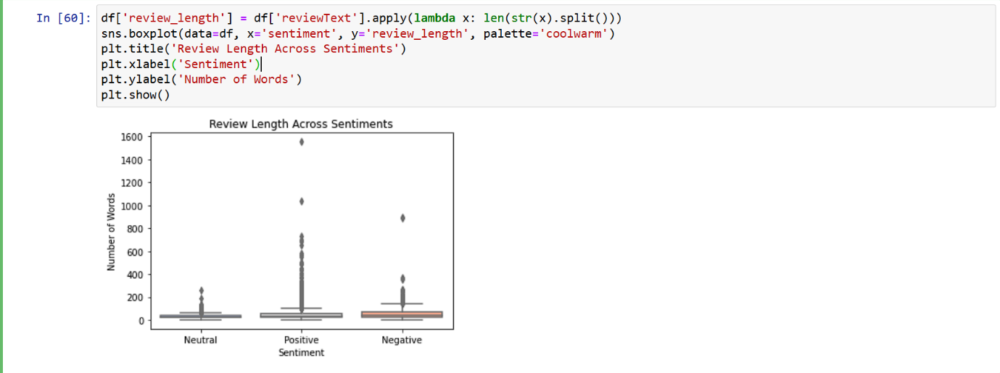 In [60]: df['review_length'] = df['reviewText'].apply(lambda x: len(str(x).split()))
sns.boxplot(data=df, x='sentiment', y='review_length', palette='coolwarm')
plt.title('Review Length Across Sentiments')
plt.xlabel('Sentiment')
plt.ylabel('Number of Words')
plt.show()
Review Length Across Sentiments
1600
1400
1200
1000
800
600
400
200
0
Number of Words
Neutral Positive Negative
Sentiment